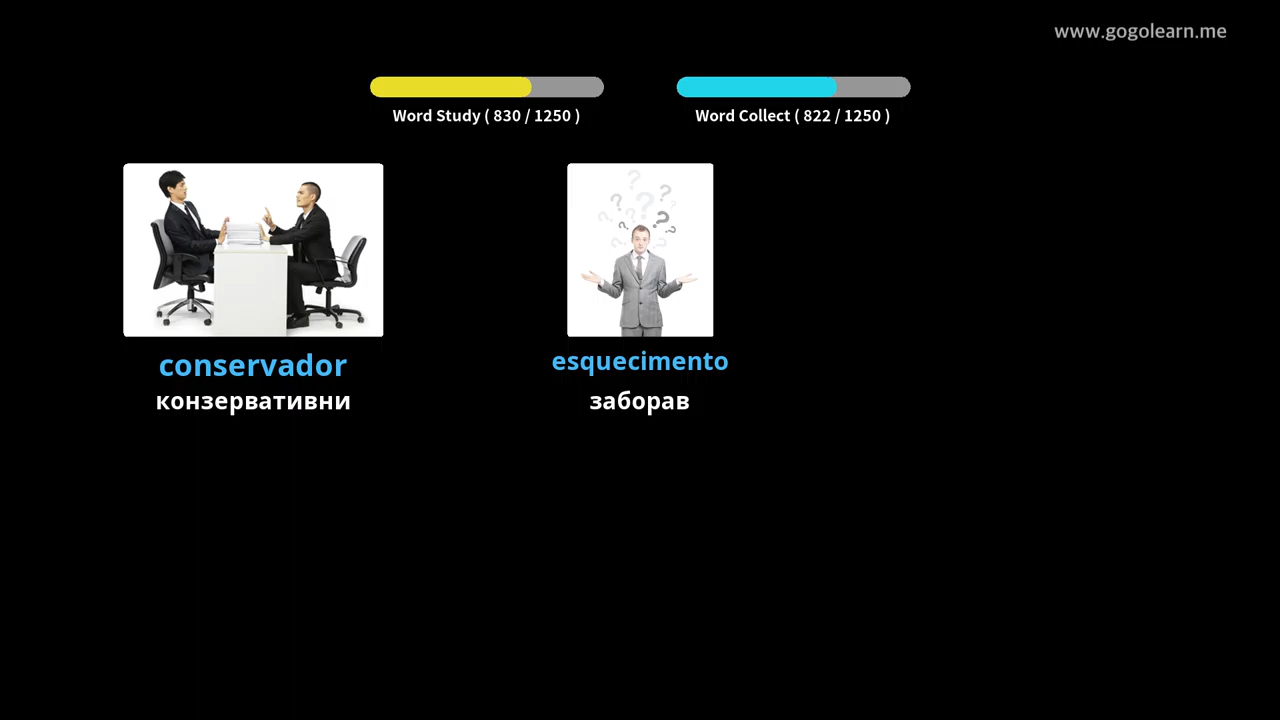 www.gogolearn.me
Word Study ( 830 / 1250 )
Word Collect ( 822 / 1250 )
conservador
конзервативни
esquecimento
заборав